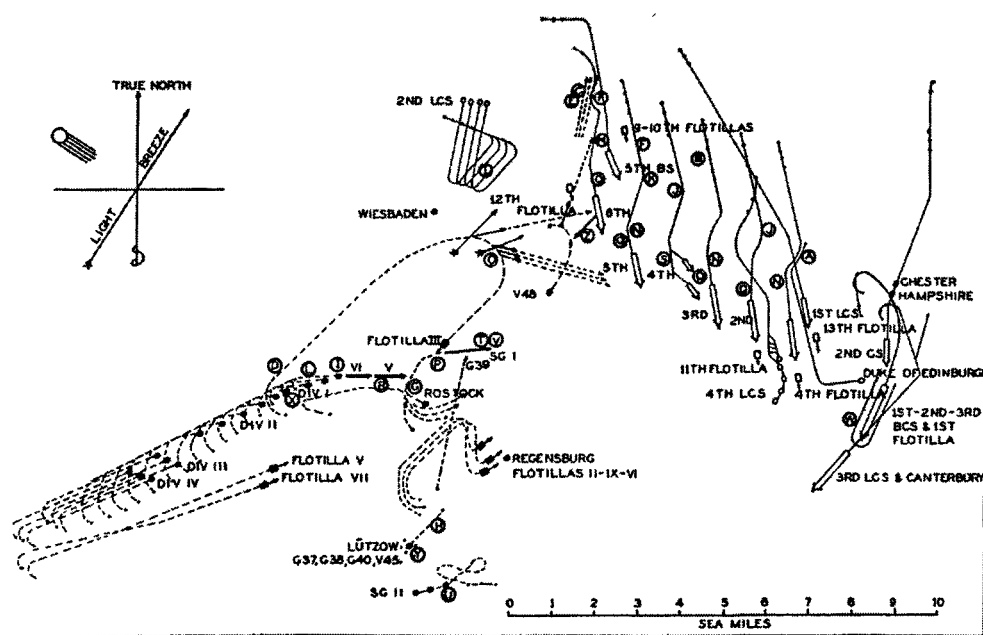 TRUE NORTH
BREEZE
LIGHT
2ND LCS
9-10TH FLOTILLAS
5TH BS
12TH
FLOTILLA
6TH
WIESBADEN
V48
5TH
4TH
3RD
2ND
1ST LCS
13TH FLOTILLA
CHESTER
HAMPSHIRE
2ND CS
11TH FLOTILLA
4TH LCS
4TH FLOTILLA
DUKE OF EDINBURGH
1ST-2ND-3RD
BCS & 1ST
FLOTILLA
3RD LCS & CANTERBURY
FLOTILLA III
SG I
G39
VI
V
ROSTOCK
DIV I
DIV II
DIV III
DIV IV
FLOTILLA V
FLOTILLA VII
REGENSBURG
FLOTILLAS II-IX-VI
LÜTZOW
G37, G38, G40, V45.
SG II
0 1 2 3 4 5 6 7 8 9 10
SEA MILES